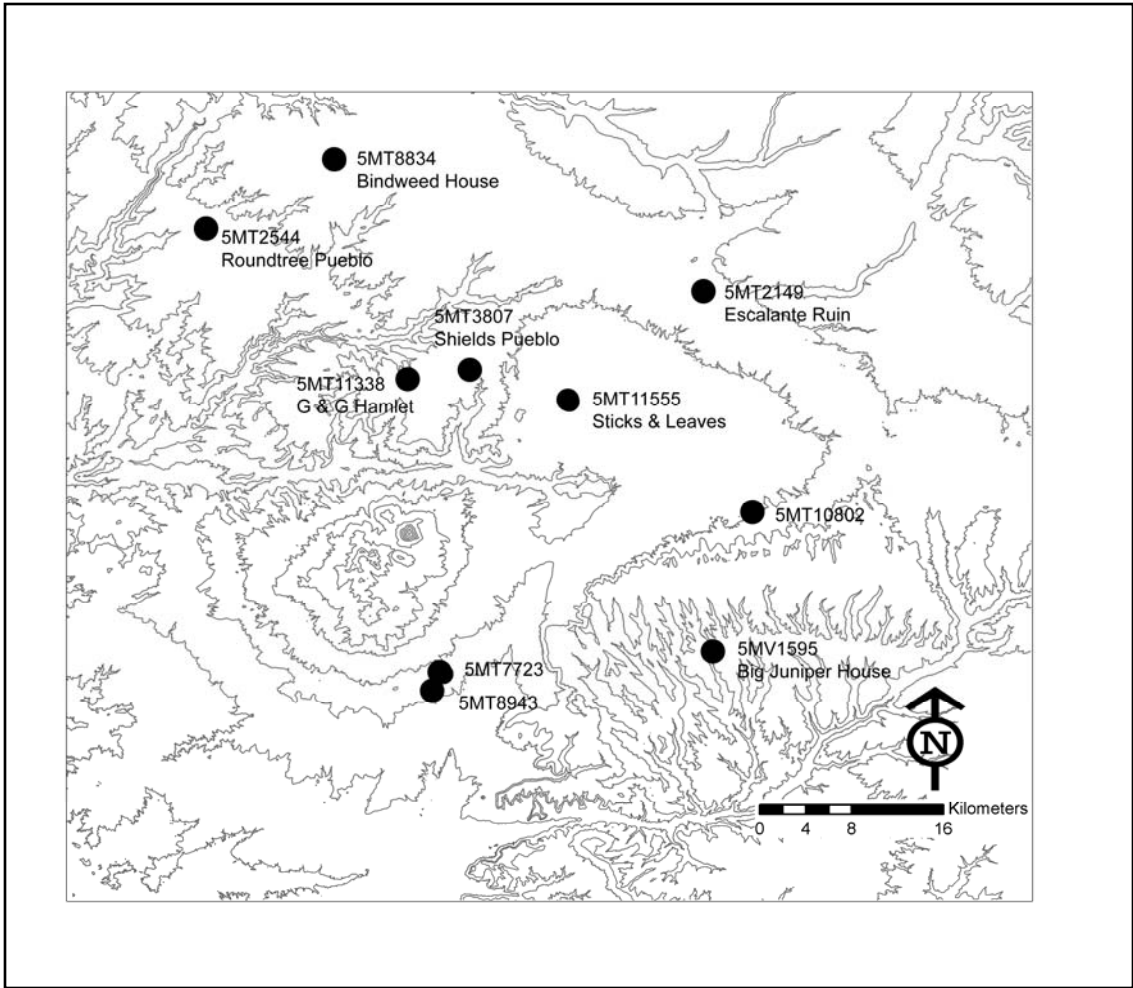 5MT8834
Bindweed House
5MT2544
Roundtree Pueblo
5MT2149
Escalante Ruin
5MT3807
Shields Pueblo
5MT11338
G & G Hamlet
5MT11555
Sticks & Leaves
5MT10802
5MV1595
Big Juniper House
5MT7723
5MT8943
N
Kilometers
0 4 8 16